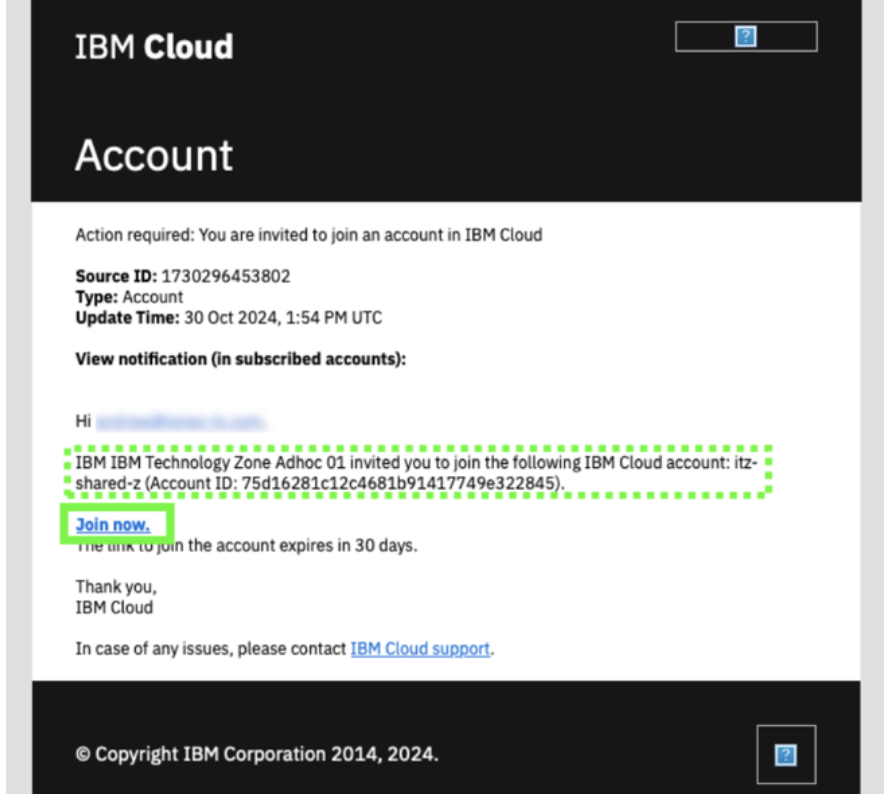 IBM Cloud
Account
Action required: You are invited to join an account in IBM Cloud
Source ID: 1730296453802
Type: Account
Update Time: 30 Oct 2024, 1:54 PM UTC
View notification (in subscribed accounts):
Hi
IBM IBM Technology Zone Adhoc 01 invited you to join the following IBM Cloud account: itz-
shared-z (Account ID: 75d16281c12c4681b91417749e322845).
Join now.
The link to join the account expires in 30 days.
Thank you,
IBM Cloud
In case of any issues, please contact IBM Cloud support.
© Copyright IBM Corporation 2014, 2024.